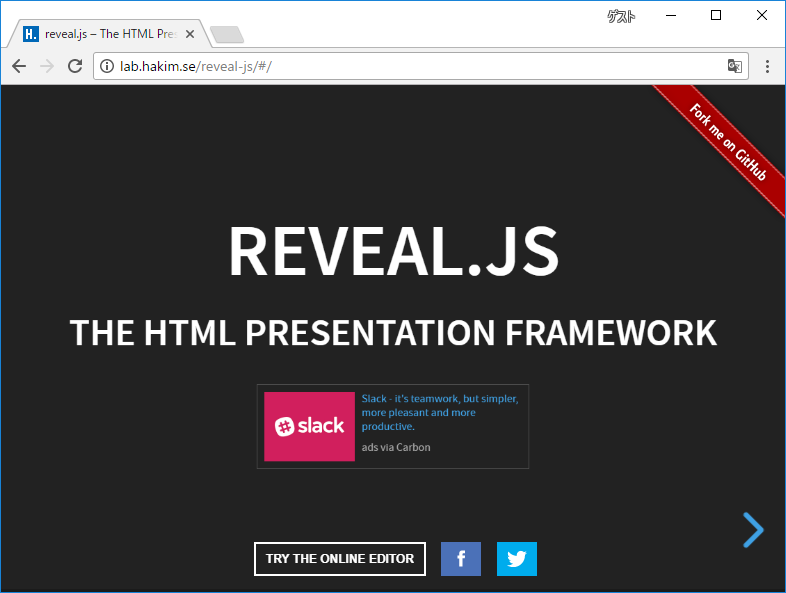 ゲスト
H. reveal.js – The HTML Pres
lab.hakim.se/reveal-js/#/
Fork me on GitHub
REVEAL.JS
THE HTML PRESENTATION FRAMEWORK
slack
Slack - it's teamwork, but simpler,
more pleasant and more
productive.
ads via Carbon
TRY THE ONLINE EDITOR